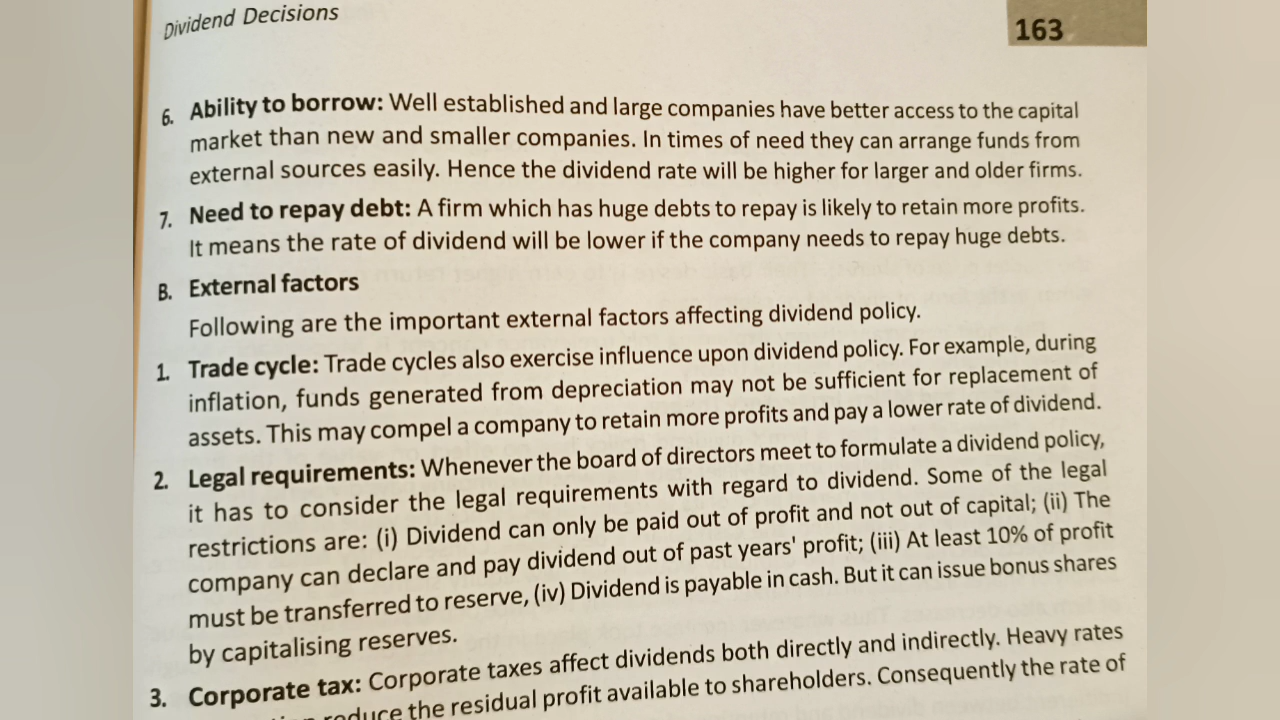 Dividend Decisions
163
6. Ability to borrow: Well established and large companies have better access to the capital
market than new and smaller companies. In times of need they can arrange funds from
external sources easily. Hence the dividend rate will be higher for larger and older firms.
7. Need to repay debt: A firm which has huge debts to repay is likely to retain more profits.
It means the rate of dividend will be lower if the company needs to repay huge debts.
B. External factors
Following are the important external factors affecting dividend policy.
1. Trade cycle: Trade cycles also exercise influence upon dividend policy. For example, during
inflation, funds generated from depreciation may not be sufficient for replacement of
assets. This may compel a company to retain more profits and pay a lower rate of dividend.
2. Legal requirements: Whenever the board of directors meet to formulate a dividend policy,
it has to consider the legal requirements with regard to dividend. Some of the legal
restrictions are: (i) Dividend can only be paid out of profit and not out of capital; (ii) The
company can declare and pay dividend out of past years' profit; (iii) At least 10% of profit
must be transferred to reserve, (iv) Dividend is payable in cash. But it can issue bonus shares
by capitalising reserves.
3. Corporate tax: Corporate taxes affect dividends both directly and indirectly. Heavy rates
reduce the residual profit available to shareholders. Consequently the rate of